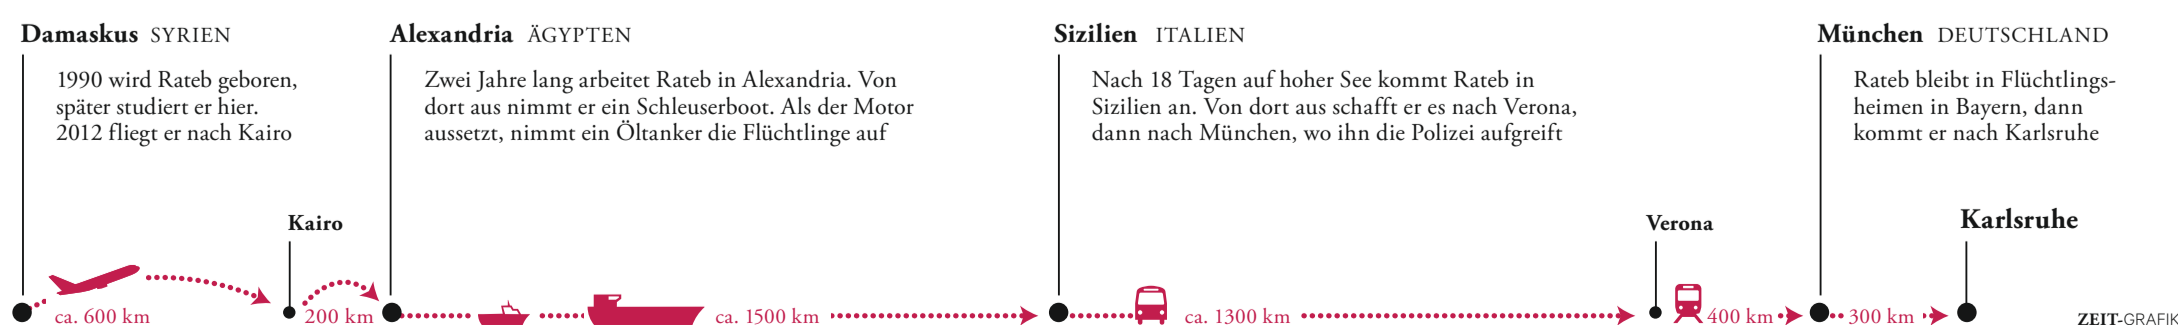 Damaskus SYRIEN
1990 wird Rateb geboren,
später studiert er hier.
2012 fliegt er nach Kairo
Alexandria ÄGYPTEN
Zwei Jahre lang arbeitet Rateb in Alexandria. Von
dort aus nimmt er ein Schleuserboot. Als der Motor
aussetzt, nimmt ein Öltanker die Flüchtlinge auf
Sizilien ITALIEN
Nach 18 Tagen auf hoher See kommt Rateb in
Sizilien an. Von dort aus schafft er es nach Verona,
dann nach München, wo ihn die Polizei aufgreift
München DEUTSCHLAND
Rateb bleibt in Flüchtlings-
heimen in Bayern, dann
kommt er nach Karlsruhe
Kairo
Verona
Karlsruhe
ca. 600 km
200 km
ca. 1500 km
ca. 1300 km
400 km
300 km
ZEIT-GRAFIK